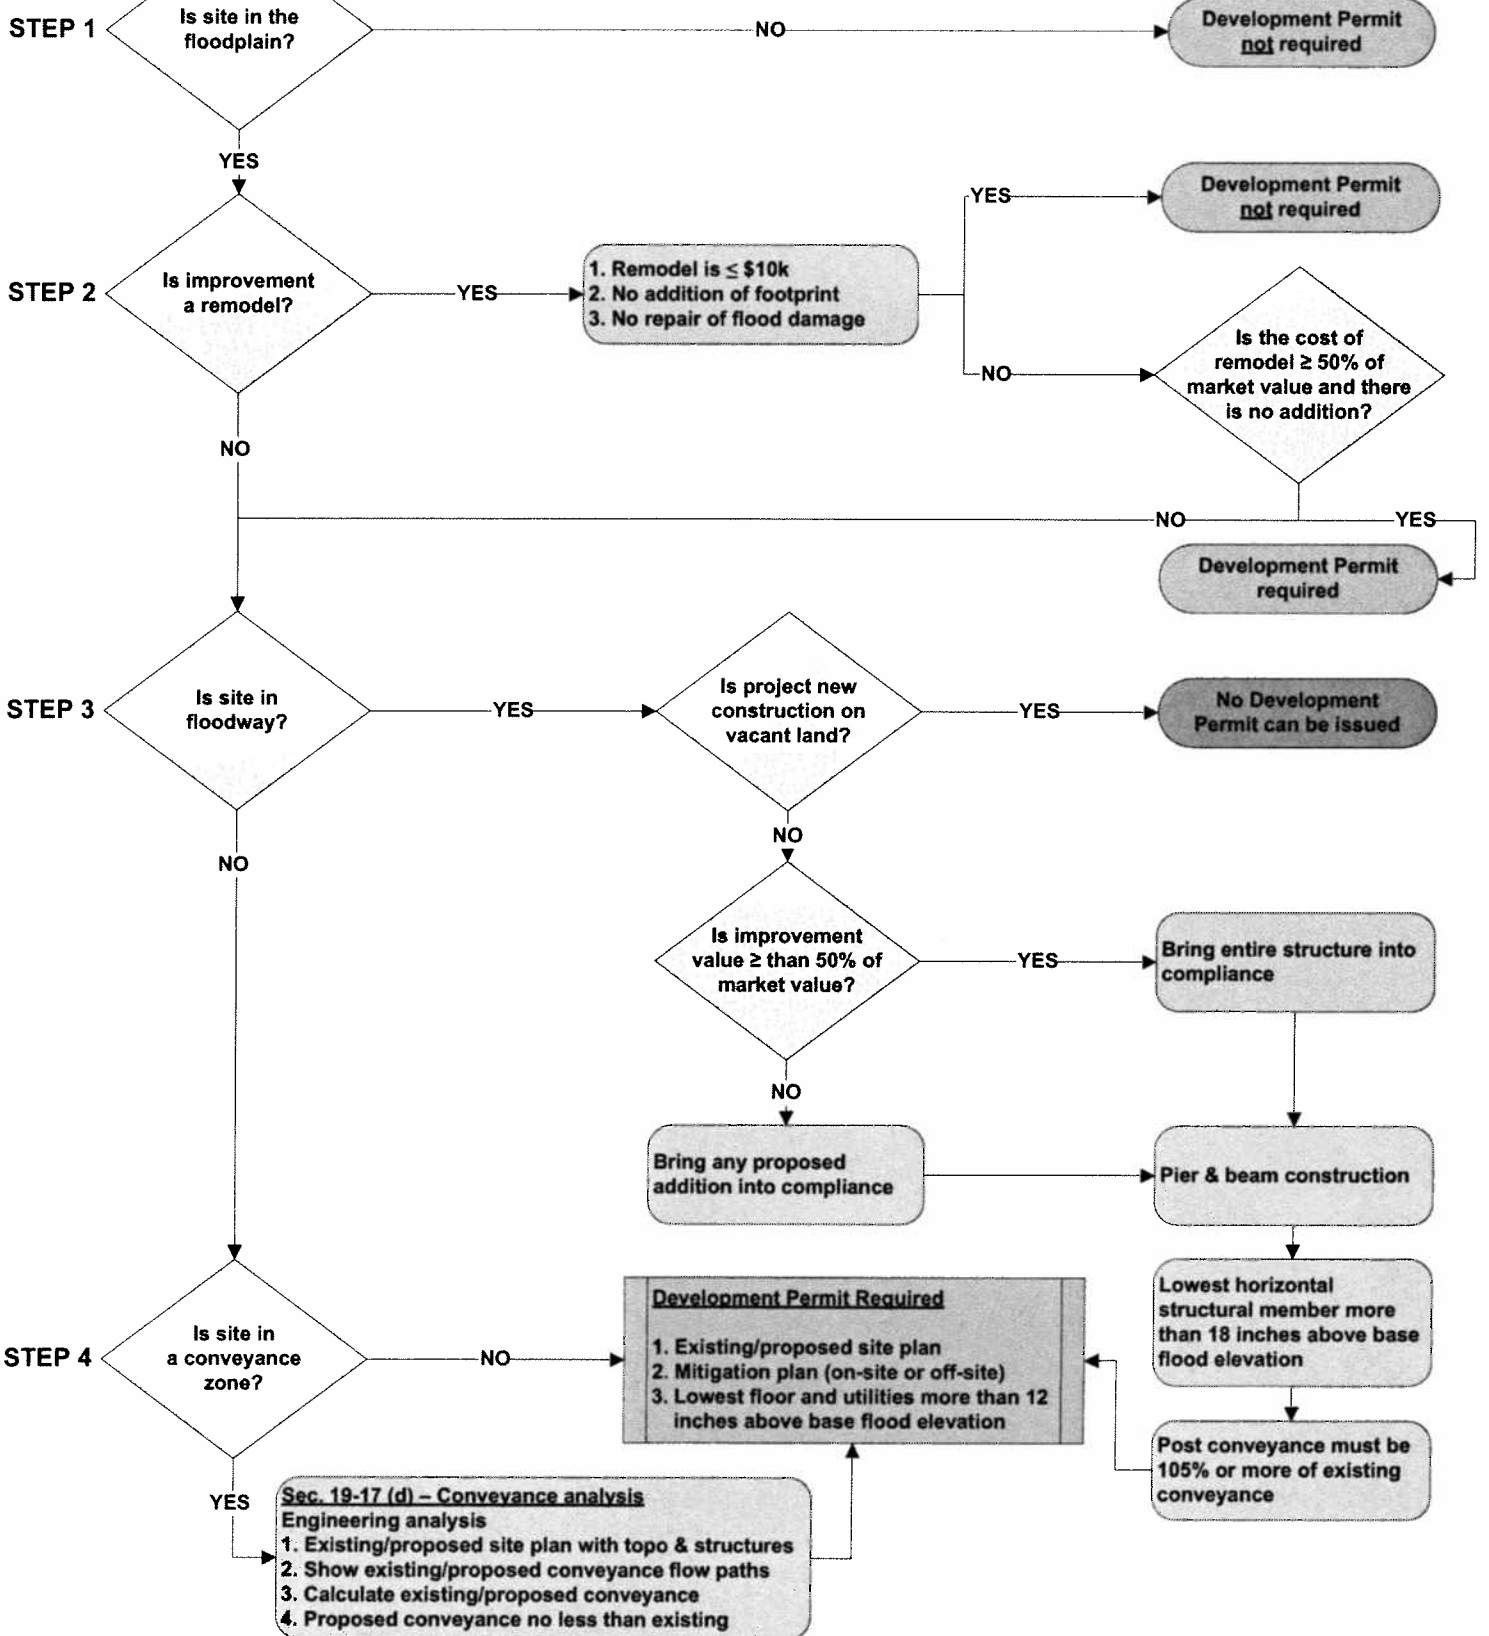 STEP 1
Is site in the
floodplain?
NO
Development Permit
not required
YES
STEP 2
Is improvement
a remodel?
YES
1. Remodel is ≤ $10k
2. No addition of footprint
3. No repair of flood damage
YES
Development Permit
not required
NO
Is the cost of
remodel ≥ 50% of
market value and there
is no addition?
NO
NO
YES
Development Permit
required
STEP 3
Is site in
floodway?
YES
Is project new
construction on
vacant land?
YES
No Development
Permit can be issued
NO
NO
Is improvement
value ≥ than 50% of
market value?
YES
Bring entire structure into
compliance
NO
Bring any proposed
addition into compliance
Pier & beam construction
Lowest horizontal
structural member more
than 18 inches above base
flood elevation
Post conveyance must be
105% or more of existing
conveyance
STEP 4
Is site in
a conveyance
zone?
NO
Development Permit Required
1. Existing/proposed site plan
2. Mitigation plan (on-site or off-site)
3. Lowest floor and utilities more than 12
inches above base flood elevation
YES
Sec. 19-17 (d) – Conveyance analysis
Engineering analysis
1. Existing/proposed site plan with topo & structures
2. Show existing/proposed conveyance flow paths
3. Calculate existing/proposed conveyance
4. Proposed conveyance no less than existing